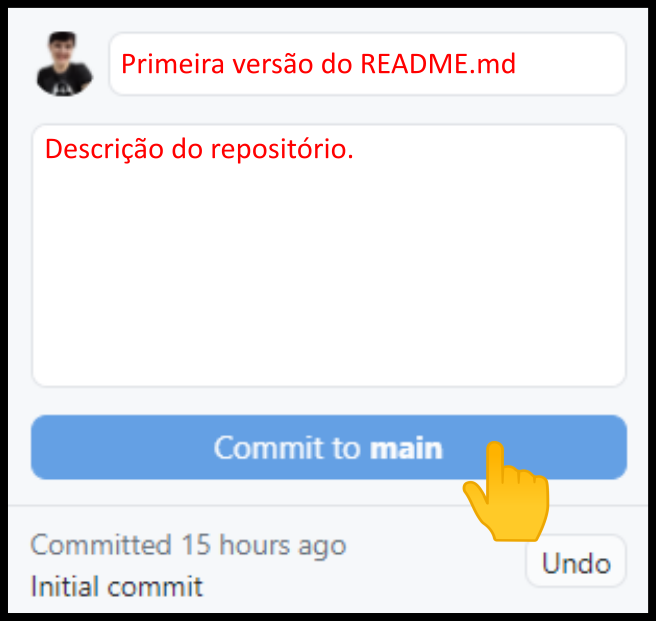 Primeira versão do README.md
Descrição do repositório.
Commit to main
Committed 15 hours ago
Initial commit
Undo